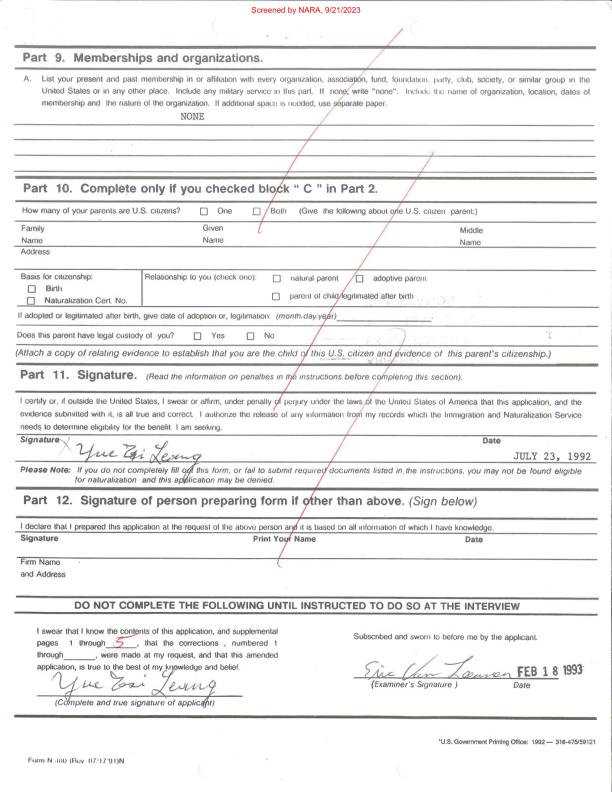 Screened by NARA, 9/21/2023
Part 9. Memberships and organizations.
A. List your present and past membership in or affiliation with every organization, association, fund, foundation, party, club, society, or similar group in the
United States or in any other place. Include any military service in this part. If none, write "none". Include the name of organization, location, dates of
membership and the nature of the organization. If additional space is needed, use separate paper.
NONE
Part 10. Complete only if you checked block " C " in Part 2.
How many of your parents are U.S. citizens? ☐ One ☐ Both (Give the following about one U.S. citizen parent:)
Family Given Middle
Name Name Name
Address
Basis for citizenship: Relationship to you (check one): ☐ natural parent ☐ adoptive parent
☐ Birth
☐ Naturalization Cert. No. ☐ parent of child legitimated after birth
If adopted or legitimated after birth, give date of adoption or, legitimation: (month/day/year)
Does this parent have legal custody of you? ☐ Yes ☐ No
(Attach a copy of relating evidence to establish that you are the child of this U.S. citizen and evidence of this parent's citizenship.)
Part 11. Signature. (Read the information on penalties in the instructions before completing this section).
I certify or, if outside the United States, I swear or affirm, under penalty of perjury under the laws of the United States of America that this application, and the
evidence submitted with it, is all true and correct. I authorize the release of any information from my records which the Immigration and Naturalization Service
needs to determine eligibility for the benefit I am seeking.
Signature Date
X Yue Tsi Leang JULY 23, 1992
Please Note: If you do not completely fill out this form, or fail to submit required documents listed in the instructions, you may not be found eligible
for naturalization and this application may be denied.
Part 12. Signature of person preparing form if other than above. (Sign below)
I declare that I prepared this application at the request of the above person and it is based on all information of which I have knowledge.
Signature Print Your Name Date
Firm Name
and Address
DO NOT COMPLETE THE FOLLOWING UNTIL INSTRUCTED TO DO SO AT THE INTERVIEW
I swear that I know the contents of this application, and supplemental
pages 1 through 5, that the corrections, numbered 1
through , were made at my request, and that this amended
application, is true to the best of my knowledge and belief.
Yue Tsi Leang
(Complete and true signature of applicant)
Subscribed and sworn to before me by the applicant.
Eric Van Loon FEB 18 1993
(Examiner's Signature ) Date
*U.S. Government Printing Office: 1992 — 316-475/59121
Form N-400 (Rev. 07/17/91)N